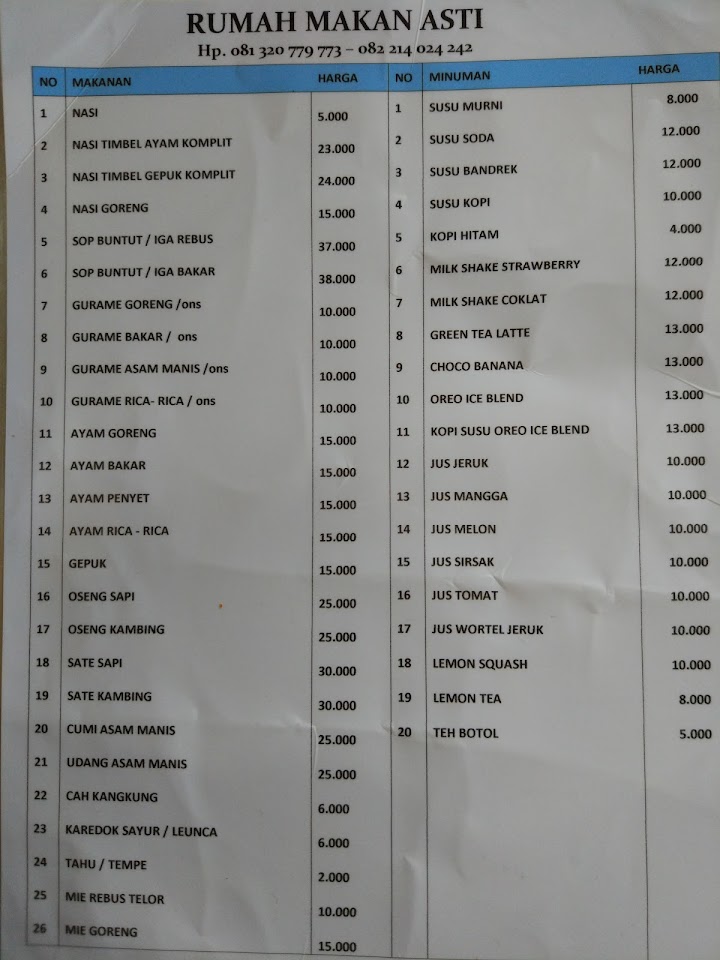 RUMAH MAKAN ASTI
Hp. 081 320 779 773 – 082 214 024 242
NO MAKANAN HARGA NO MINUMAN HARGA
1 NASI 5.000 1 SUSU MURNI 8.000
2 NASI TIMBEL AYAM KOMPLIT 23.000 2 SUSU SODA 12.000
3 NASI TIMBEL GEPUK KOMPLIT 24.000 3 SUSU BANDREK 12.000
4 NASI GORENG 15.000 4 SUSU KOPI 10.000
5 SOP BUNTUT / IGA REBUS 37.000 5 KOPI HITAM 4.000
6 SOP BUNTUT / IGA BAKAR 38.000 6 MILK SHAKE STRAWBERRY 12.000
7 GURAME GORENG /ons 10.000 7 MILK SHAKE COKLAT 12.000
8 GURAME BAKAR / ons 10.000 8 GREEN TEA LATTE 13.000
9 GURAME ASAM MANIS /ons 10.000 9 CHOCO BANANA 13.000
10 GURAME RICA- RICA / ons 10.000 10 OREO ICE BLEND 13.000
11 AYAM GORENG 15.000 11 KOPI SUSU OREO ICE BLEND 13.000
12 AYAM BAKAR 15.000 12 JUS JERUK 10.000
13 AYAM PENYET 15.000 13 JUS MANGGA 10.000
14 AYAM RICA - RICA 15.000 14 JUS MELON 10.000
15 GEPUK 15.000 15 JUS SIRSAK 10.000
16 OSENG SAPI 25.000 16 JUS TOMAT 10.000
17 OSENG KAMBING 25.000 17 JUS WORTEL JERUK 10.000
18 SATE SAPI 30.000 18 LEMON SQUASH 10.000
19 SATE KAMBING 30.000 19 LEMON TEA 8.000
20 CUMI ASAM MANIS 25.000 20 TEH BOTOL 5.000
21 UDANG ASAM MANIS 25.000
22 CAH KANGKUNG 6.000
23 KAREDOK SAYUR / LEUNCA 6.000
24 TAHU / TEMPE 2.000
25 MIE REBUS TELOR 10.000
26 MIE GORENG 15.000